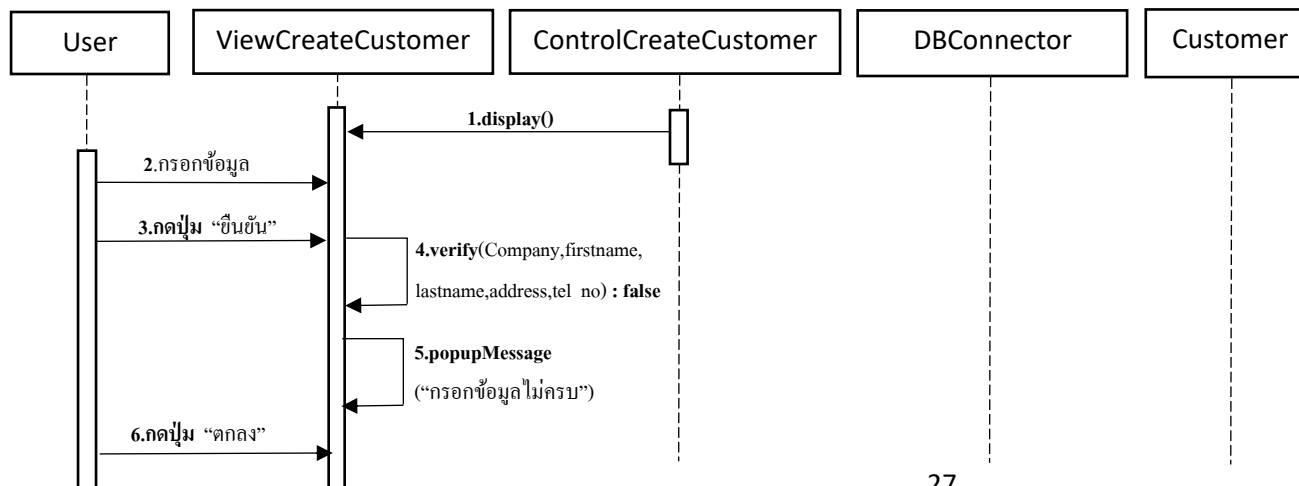 User
ViewCreateCustomer
ControlCreateCustomer
DBConnector
Customer
1.display()
2.กรอกข้อมูล
3.กดปุ่ม “ยืนยัน”
4.verify(Company,firstname,
lastname,address,tel no) : false
5.popupMessage
(“กรอกข้อมูลไม่ครบ”)
6.กดปุ่ม “ตกลง”
27